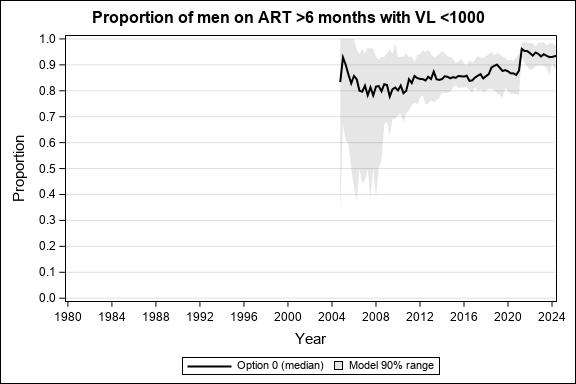 Proportion of men on ART >6 months with VL <1000
1.0
0.9
0.8
0.7
0.6
0.5
0.4
0.3
0.2
0.1
0.0
Proportion
1980 1984 1988 1992 1996 2000 2004 2008 2012 2016 2020 2024
Year
Option 0 (median) Model 90% range